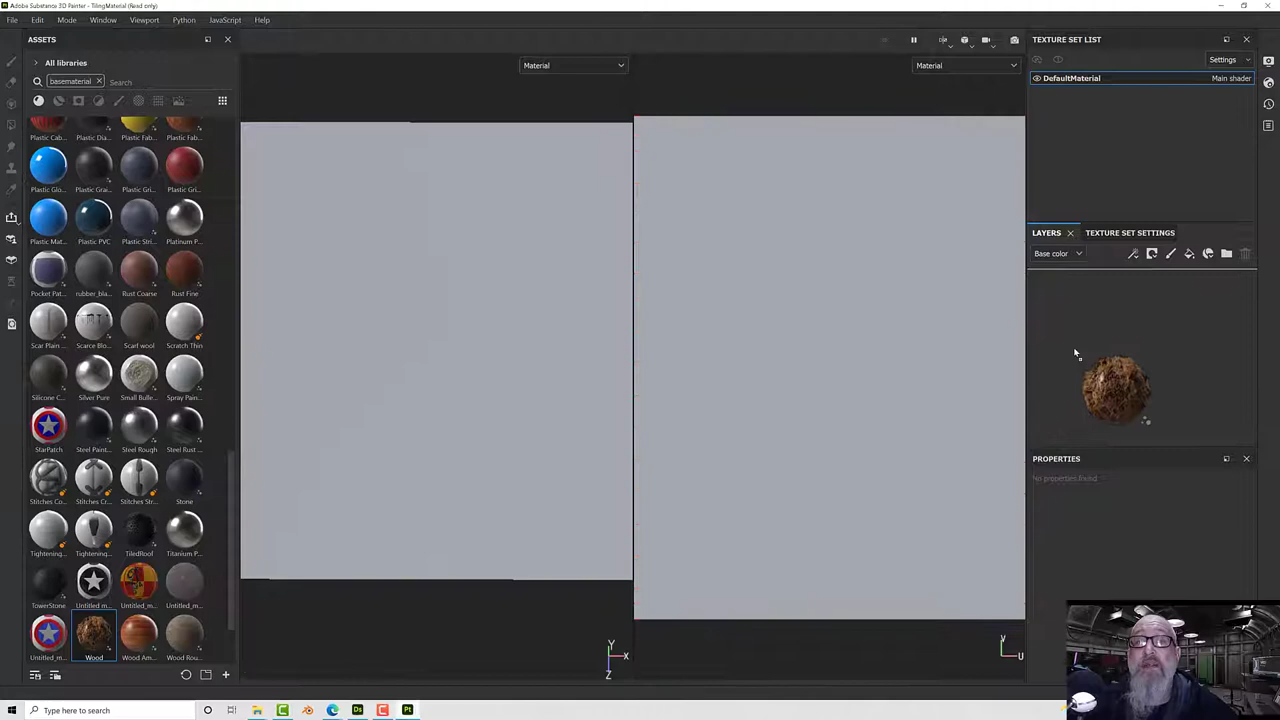 Adobe Substance 3D Painter - TilingMaterial (Read only)
File Edit Mode Window Viewport Python JavaScript Help
ASSETS
All libraries
basematerial
Search
Plastic Cab... Plastic Dia... Plastic Fab... Plastic Fab...
Plastic Glo... Plastic Grai... Plastic Gri... Plastic Gri...
Plastic Mat... Plastic PVC Plastic Stri... Platinum P...
Pocket Pat... rubber_bla... Rust Coarse Rust Fine
Scar Plain ... Scarce Blo... Scarf wool Scratch Thin
Silicone C... Silver Pure Small Bulle... Spray Pain...
StarPatch Steel Paint... Steel Rough Steel Rust ...
Stitches Co... Stitches Cr... Stitches Str... Stone
Tightening... Tightening... TiledRoof Titanium P...
TowerStone Untitled m... Untitled_m... Untitled_m...
Untitled_m... Wood Wood Am... Wood Rou...
Material
Material
Y
X
Z
V
U
TEXTURE SET LIST
Settings
DefaultMaterial Main shader
LAYERS TEXTURE SET SETTINGS
Base color
PROPERTIES
No properties found
Type here to search
Ds
Pt